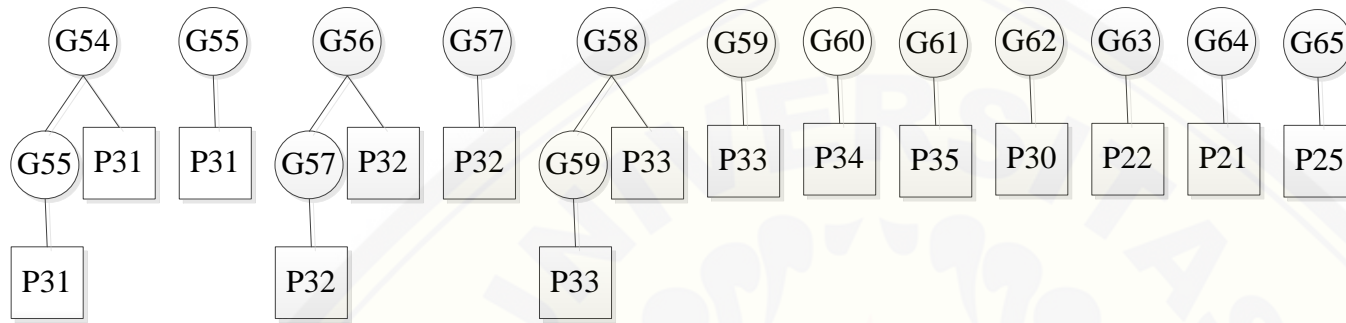 G54 G55 G56 G57 G58 G59 G60 G61 G62 G63 G64 G65
G55 P31 P31 G57 P32 P32 G59 P33 P33 P34 P35 P30 P22 P21 P25
P31 P32 P33
UNIVERSITAS